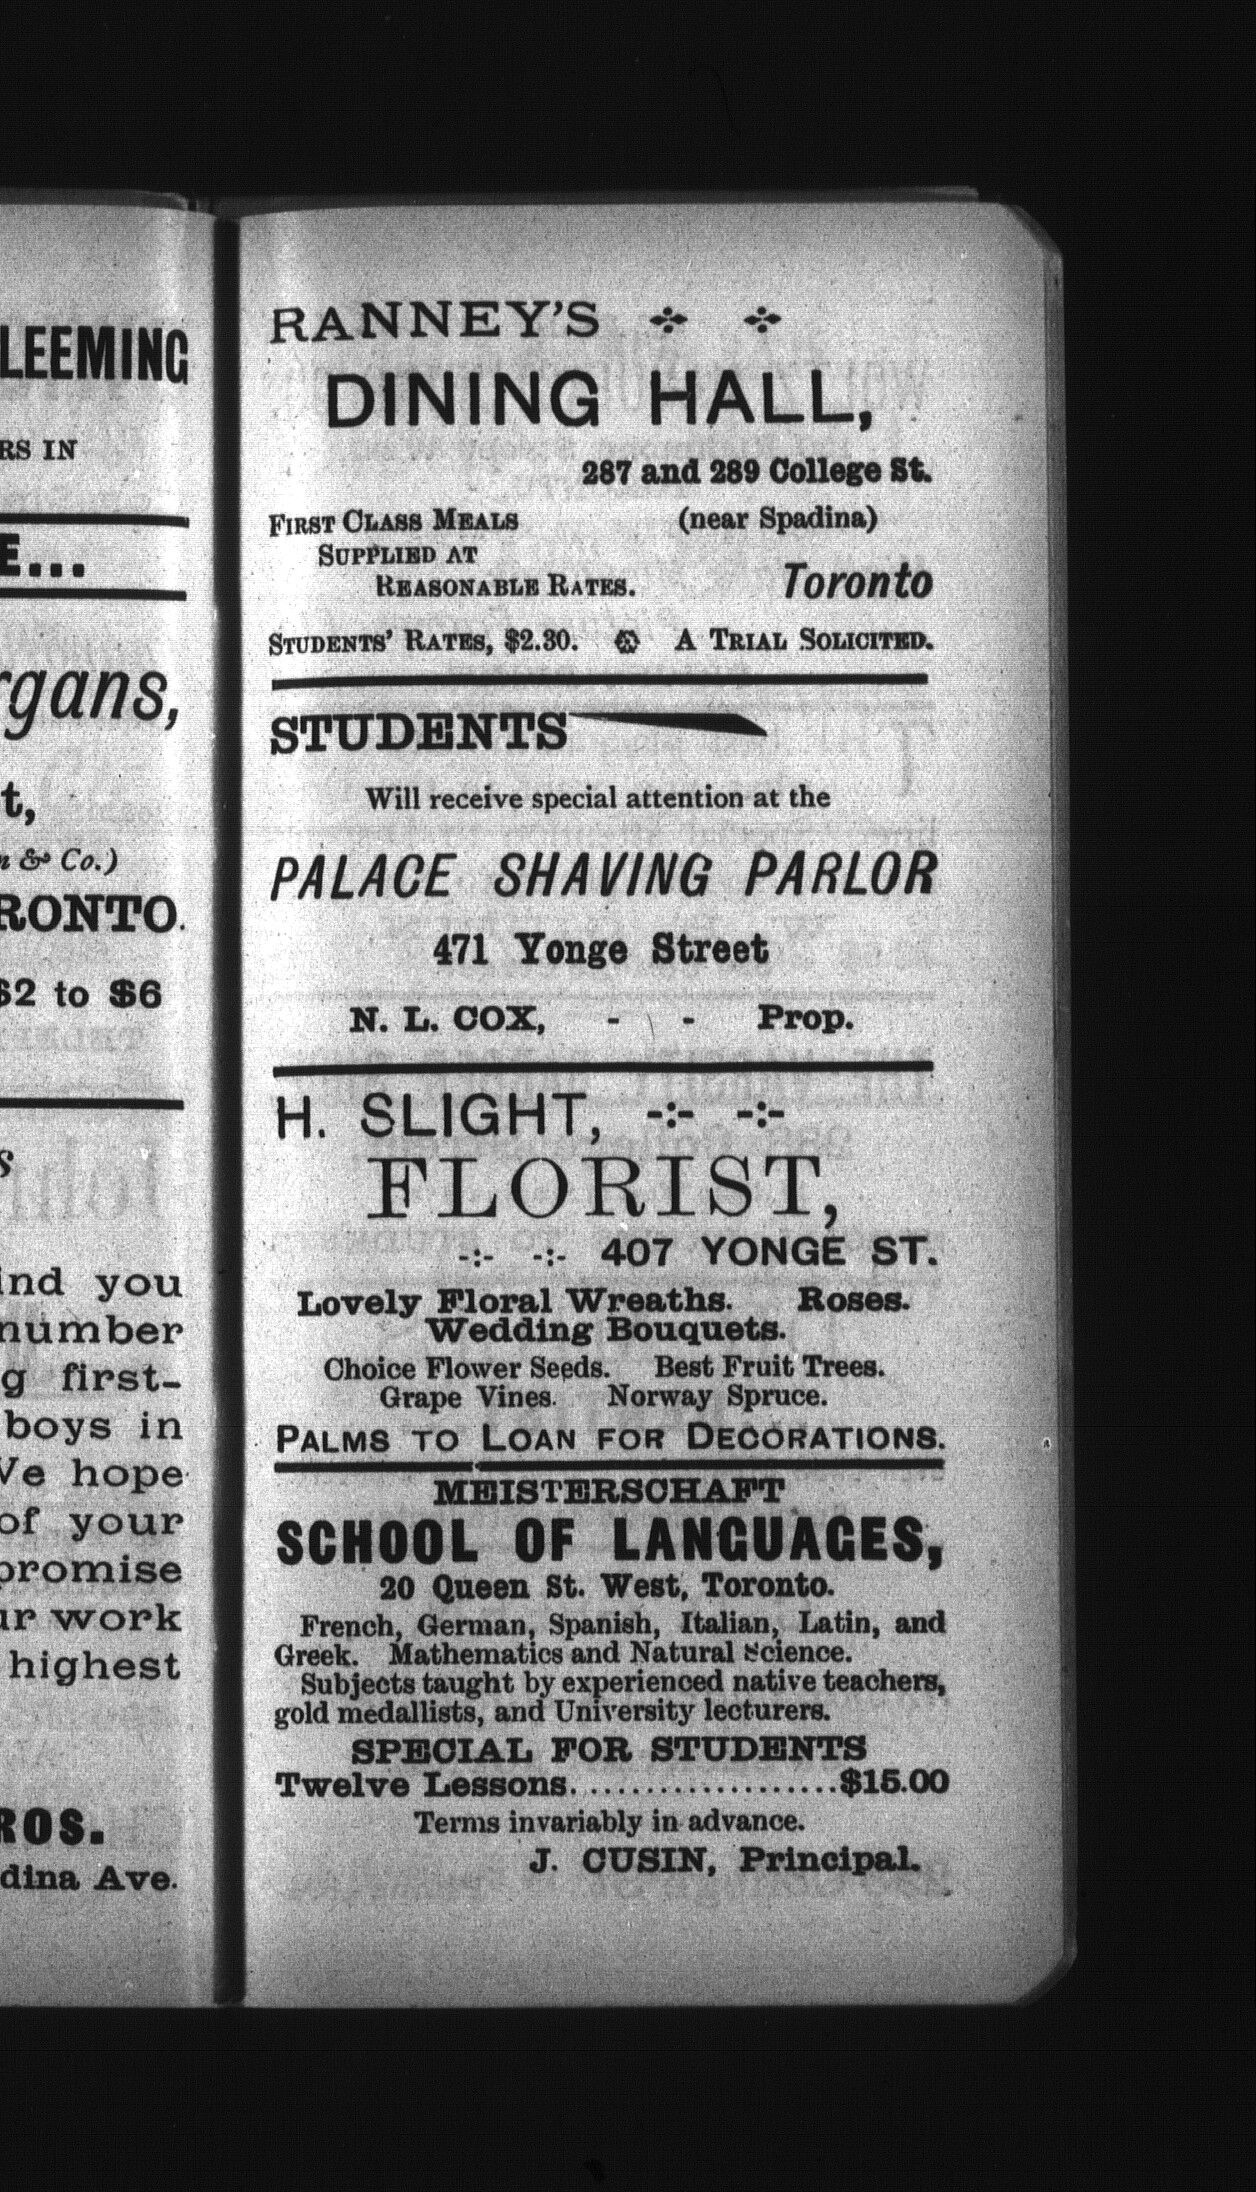 LEEMING
RS IN
E...
rgans,
t,
n & Co.)
RONTO.
$2 to $6
s
ind you
number
g first-
boys in
Ve hope
of your
promise
ur work
highest
ROS.
dina Ave.
RANNEY'S
DINING HALL,
287 and 289 College St.
FIRST CLASS MEALS (near Spadina)
SUPPLIED AT
REASONABLE RATES. Toronto
STUDENTS' RATES, $2.30. A TRIAL SOLICITED.
STUDENTS
Will receive special attention at the
PALACE SHAVING PARLOR
471 Yonge Street
N. L. COX, - - Prop.
H. SLIGHT, -:- -:-
FLORIST,
-:- -:- 407 YONGE ST.
Lovely Floral Wreaths. Roses.
Wedding Bouquets.
Choice Flower Seeds. Best Fruit Trees.
Grape Vines. Norway Spruce.
PALMS TO LOAN FOR DECORATIONS.
MEISTERSCHAFT
SCHOOL OF LANGUAGES,
20 Queen St. West, Toronto.
French, German, Spanish, Italian, Latin, and
Greek. Mathematics and Natural Science.
Subjects taught by experienced native teachers,
gold medallists, and University lecturers.
SPECIAL FOR STUDENTS
Twelve Lessons....................$15.00
Terms invariably in advance.
J. CUSIN, Principal.